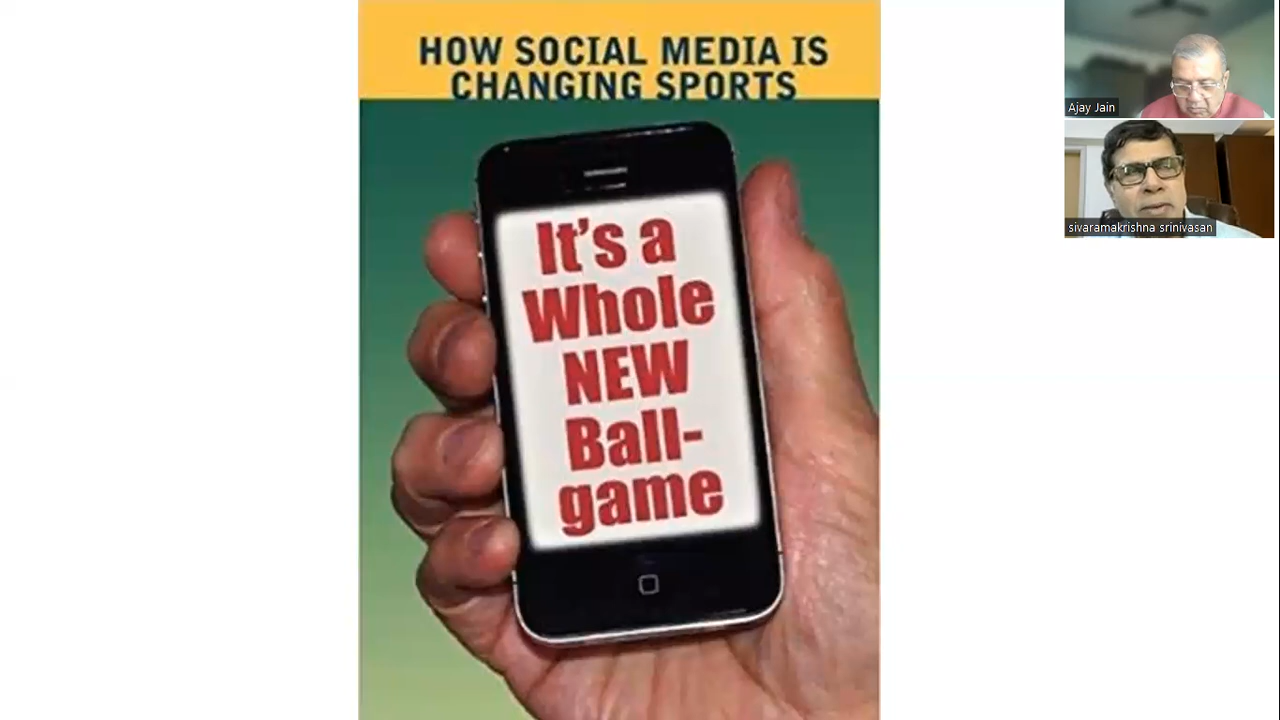 HOW SOCIAL MEDIA IS
CHANGING SPORTS
It's a
Whole
NEW
Ball-
game
Ajay Jain
sivaramakrishna srinivasan